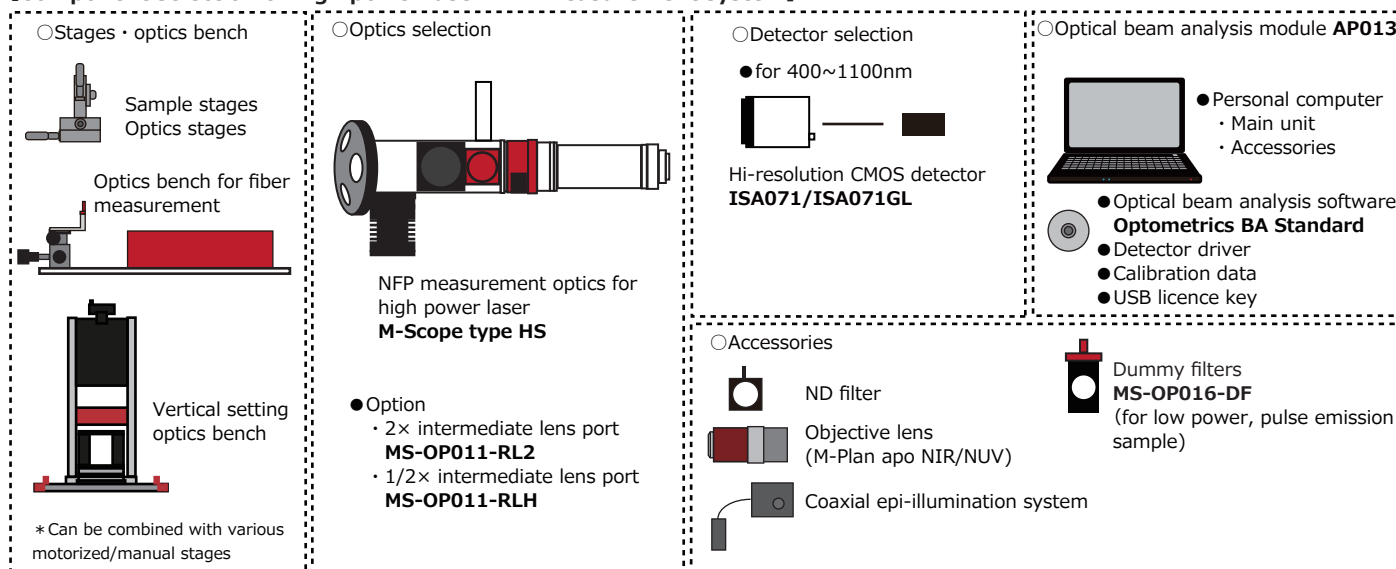 ○Stages・optics bench
Sample stages
Optics stages
Optics bench for fiber
measurement
Vertical setting
optics bench
＊Can be combined with various
motorized/manual stages
○Optics selection
NFP measurement optics for
high power laser
M-Scope type HS
●Option
・2× intermediate lens port
MS-OP011-RL2
・1/2× intermediate lens port
MS-OP011-RLH
○Detector selection
●for 400~1100nm
Hi-resolution CMOS detector
ISA071/ISA071GL
○Optical beam analysis module AP013
●Personal computer
・Main unit
・Accessories
●Optical beam analysis software
Optometrics BA Standard
●Detector driver
●Calibration data
●USB licence key
○Accessories
ND filter
Objective lens
(M-Plan apo NIR/NUV)
Coaxial epi-illumination system
Dummy filters
MS-OP016-DF
(for low power, pulse emission
sample)